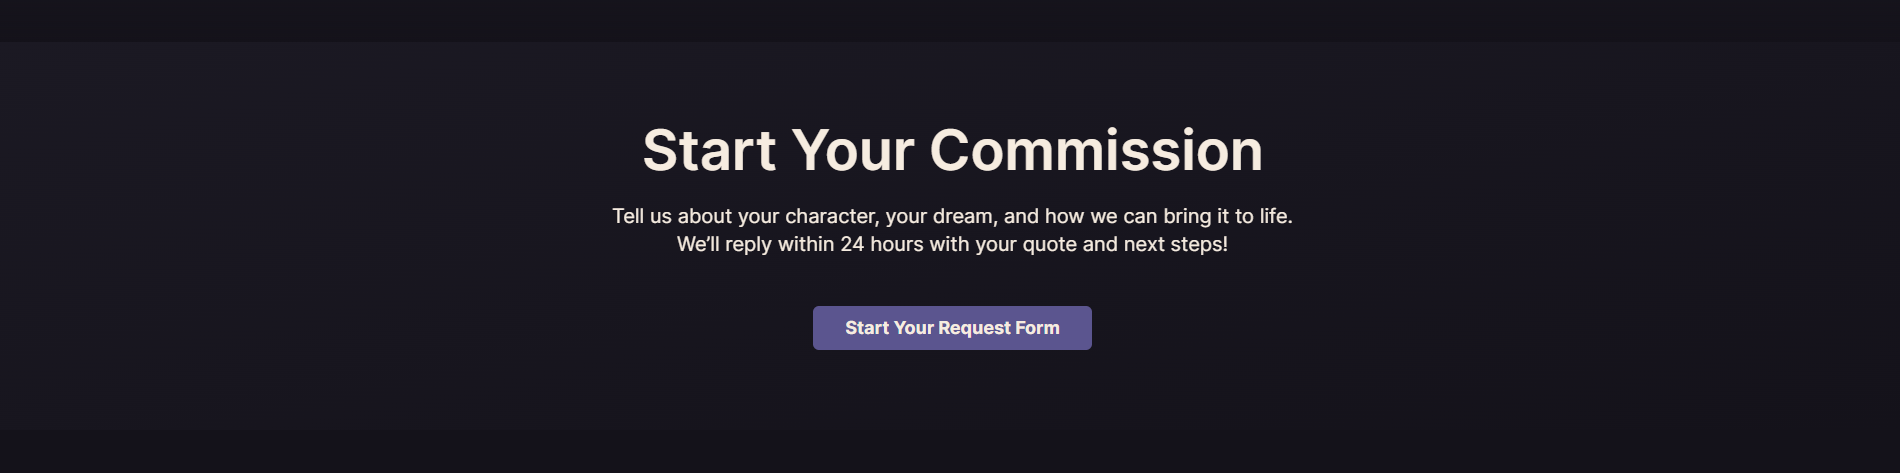 Start Your Commission
Tell us about your character, your dream, and how we can bring it to life.
We’ll reply within 24 hours with your quote and next steps!
Start Your Request Form